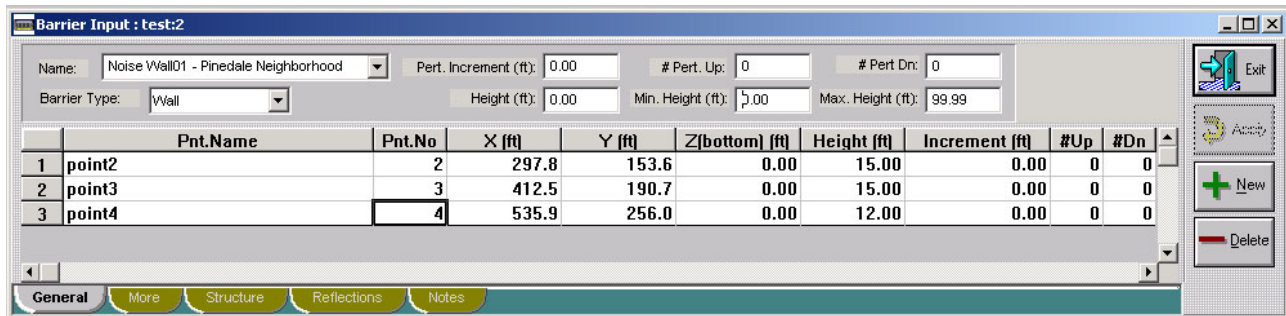 Barrier Input : test:2
Name: Noise Wall01 - Pinedale Neighborhood Pert. Increment (ft): 0.00 # Pert. Up: 0 # Pert Dn: 0
Exit
Barrier Type: Wall Height (ft): 0.00 Min. Height (ft): 0.00 Max. Height (ft): 99.99
Apply
Pnt.Name Pnt.No X (ft) Y (ft) Z(bottom) (ft) Height (ft) Increment (ft) #Up #Dn
1 point2 2 297.8 153.6 0.00 15.00 0.00 0 0
2 point3 3 412.5 190.7 0.00 15.00 0.00 0 0
New
3 point4 4 535.9 256.0 0.00 12.00 0.00 0 0
Delete
General More Structure Reflections Notes